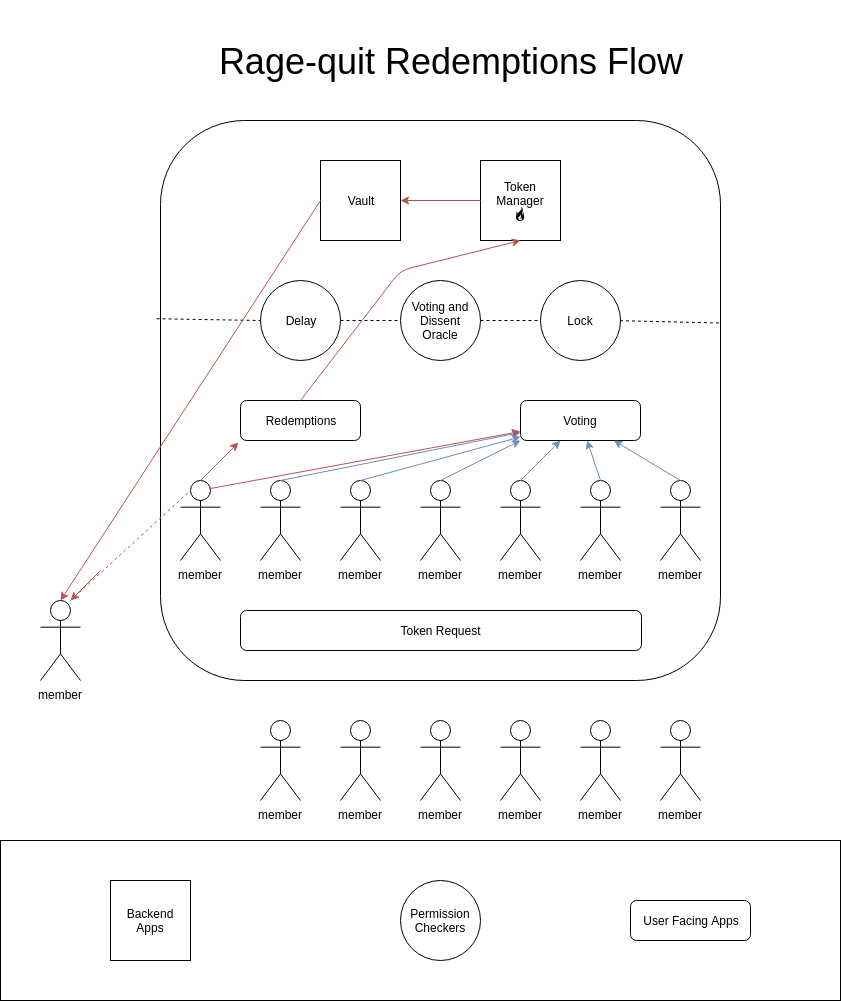 Rage-quit Redemptions Flow
Vault
Token
Manager
Delay
Voting and
Dissent
Oracle
Lock
Redemptions
Voting
member
member
member
member
member
member
member
Token Request
member
member
member
member
member
member
member
Backend
Apps
Permission
Checkers
User Facing Apps